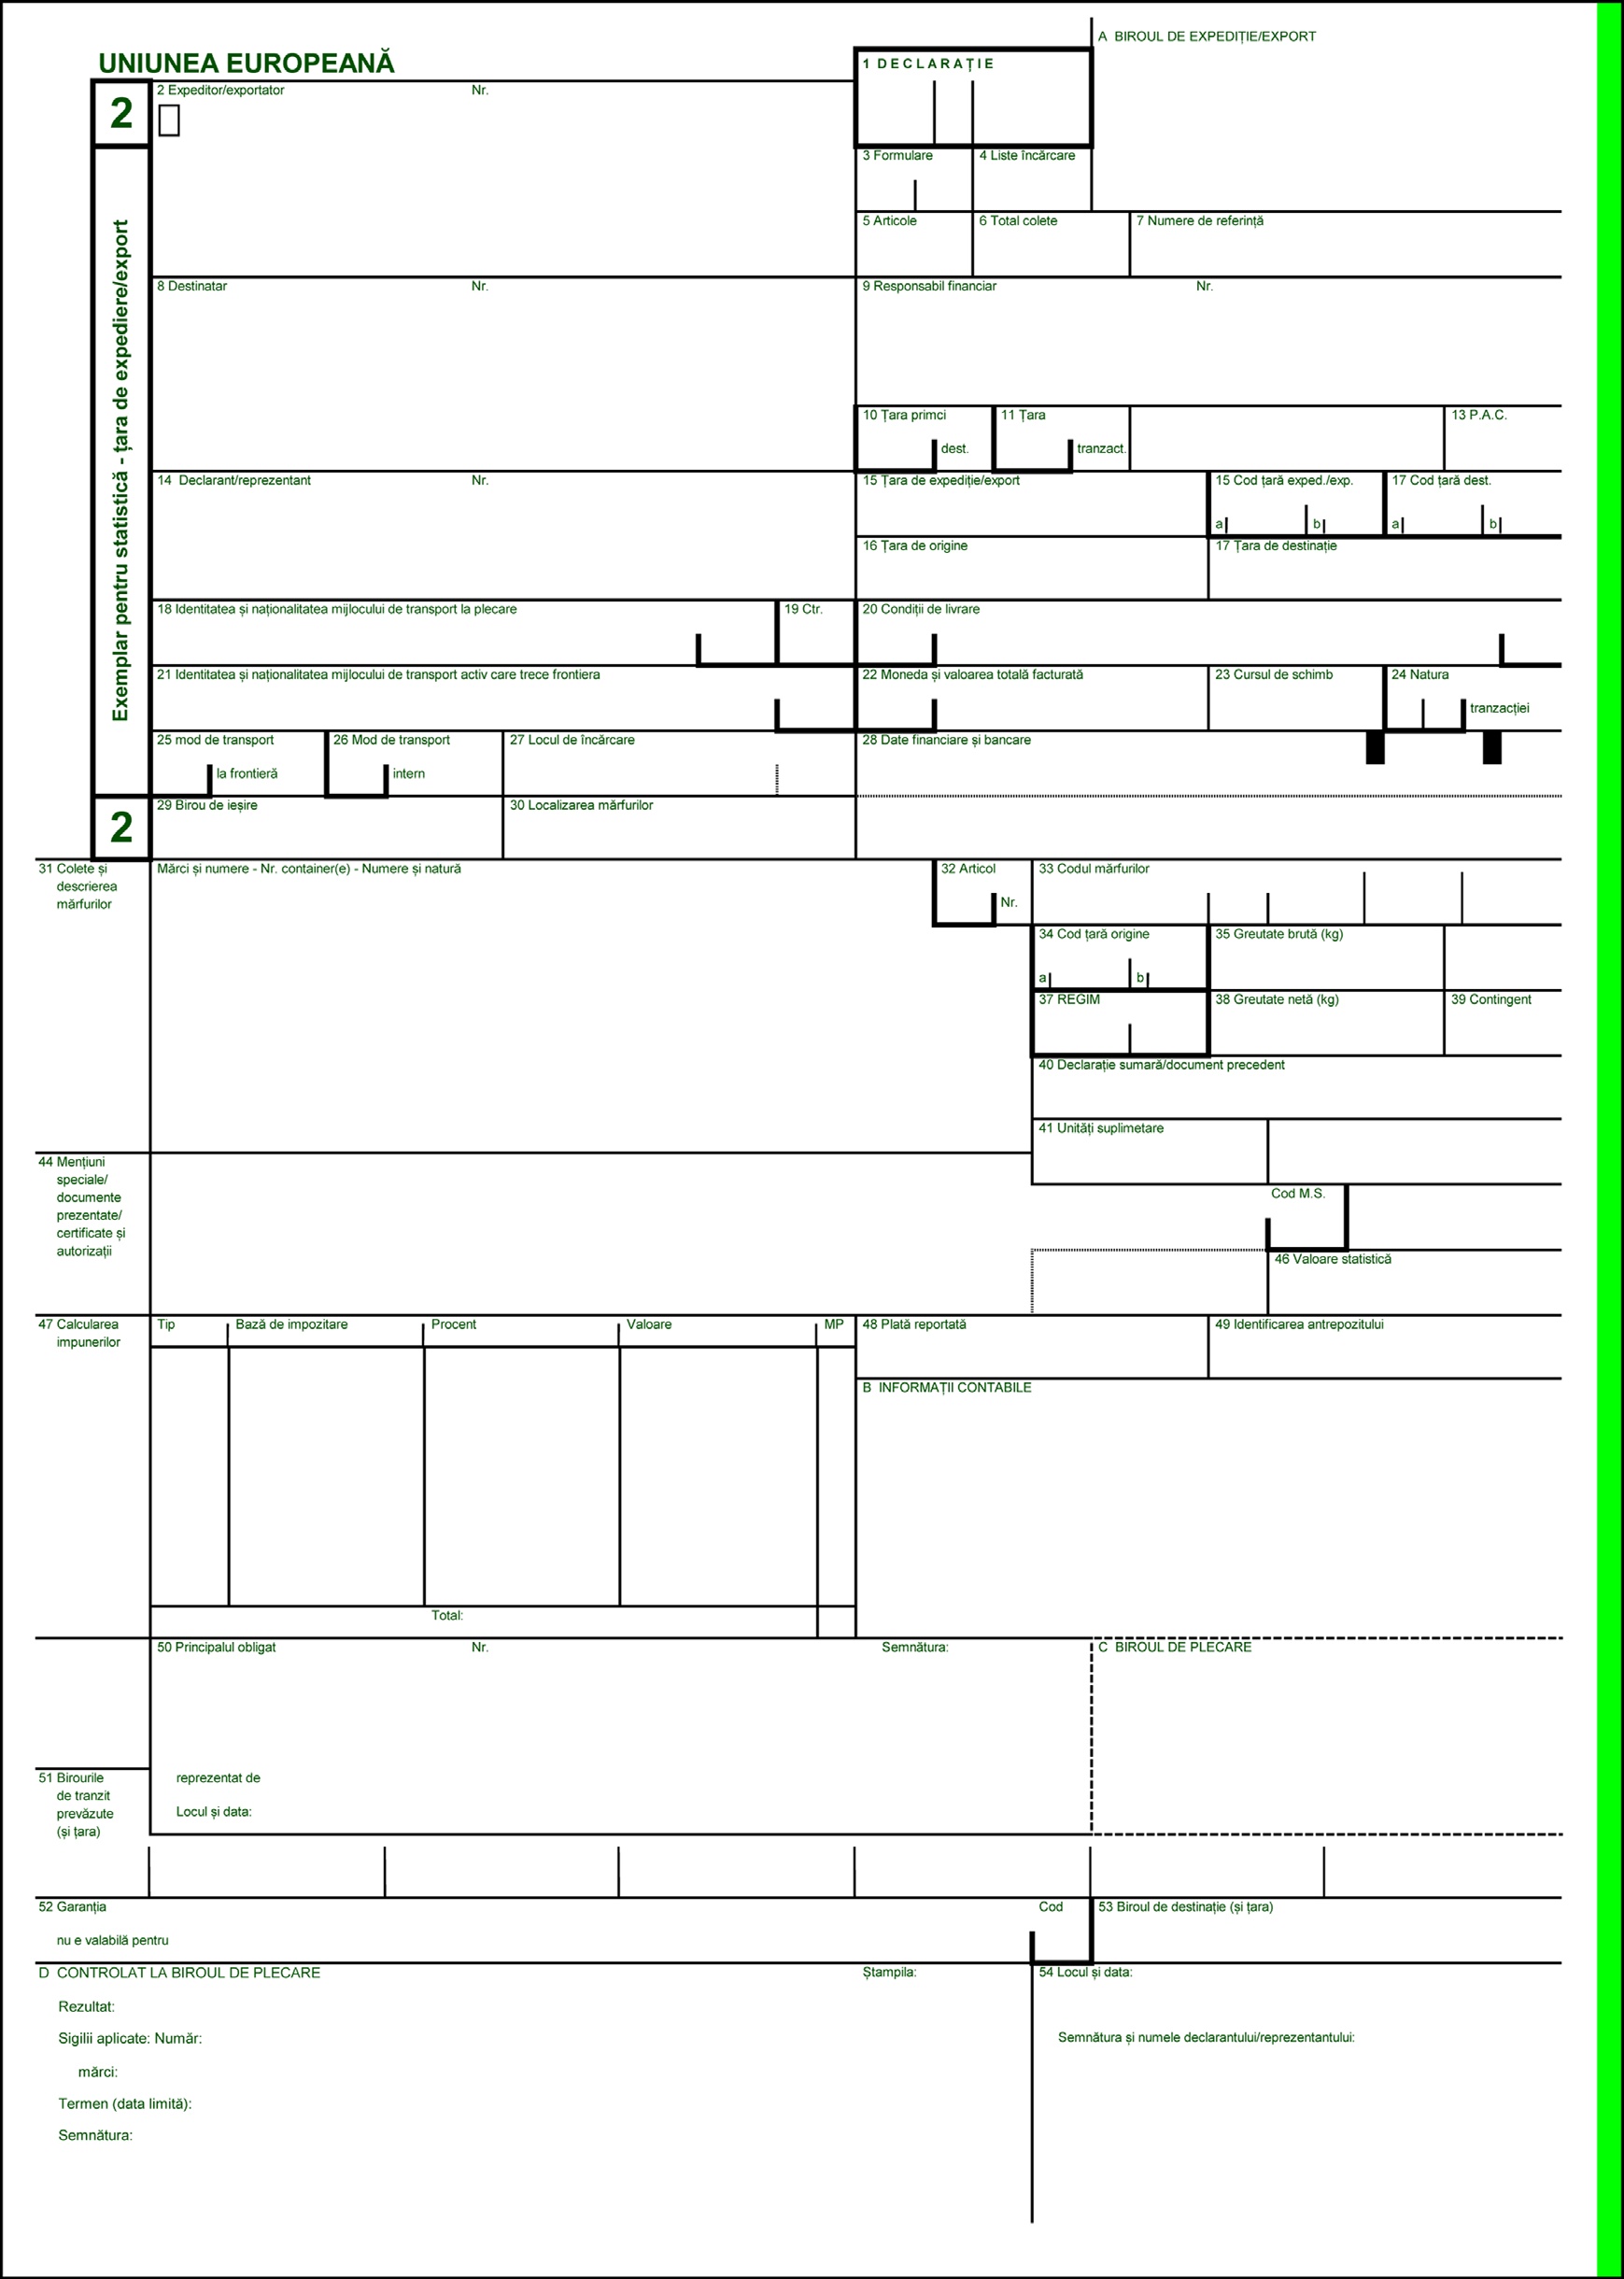 A BIROUL DE EXPEDIȚIE/EXPORT
UNIUNEA EUROPEANĂ
1 DECLARAȚIE
2
2 Expeditor/exportator Nr.
3 Formulare 4 Liste încărcare
5 Articole 6 Total colete 7 Numere de referință
Exemplar pentru statistică - țara de expediere/export
8 Destinatar Nr. 9 Responsabil financiar Nr.
10 Țara primci 11 Țara 13 P.A.C.
dest. tranzact.
14 Declarant/reprezentant Nr. 15 Țara de expediție/export 15 Cod țară exped./exp. 17 Cod țară dest.
a b a b
16 Țara de origine 17 Țara de destinație
18 Identitatea și naționalitatea mijlocului de transport la plecare 19 Ctr. 20 Condiții de livrare
21 Identitatea și naționalitatea mijlocului de transport activ care trece frontiera 22 Moneda și valoarea totală facturată 23 Cursul de schimb 24 Natura
tranzacției
25 mod de transport 26 Mod de transport 27 Locul de încărcare 28 Date financiare și bancare
la frontieră intern
2
29 Birou de ieșire 30 Localizarea mărfurilor
31 Colete și
descrierea
mărfurilor
Mărci și numere - Nr. container(e) - Numere și natură 32 Articol 33 Codul mărfurilor
Nr.
34 Cod țară origine 35 Greutate brută (kg)
a b
37 REGIM 38 Greutate netă (kg) 39 Contingent
40 Declarație sumară/document precedent
41 Unități suplimetare
44 Mențiuni
speciale/
documente
prezentate/
certificate și
autorizații
Cod M.S.
46 Valoare statistică
47 Calcularea
impunerilor
Tip Bază de impozitare Procent Valoare MP 48 Plată reportată 49 Identificarea antrepozitului
B INFORMAȚII CONTABILE
Total:
50 Principalul obligat Nr. Semnătura: C BIROUL DE PLECARE
reprezentat de
Locul și data:
51 Birourile
de tranzit
prevăzute
(și țara)
52 Garanția Cod 53 Biroul de destinație (și țara)
nu e valabilă pentru
D CONTROLAT LA BIROUL DE PLECARE Ștampila: 54 Locul și data:
Rezultat:
Sigilii aplicate: Număr: Semnătura și numele declarantului/reprezentantului:
mărci:
Termen (data limită):
Semnătura: